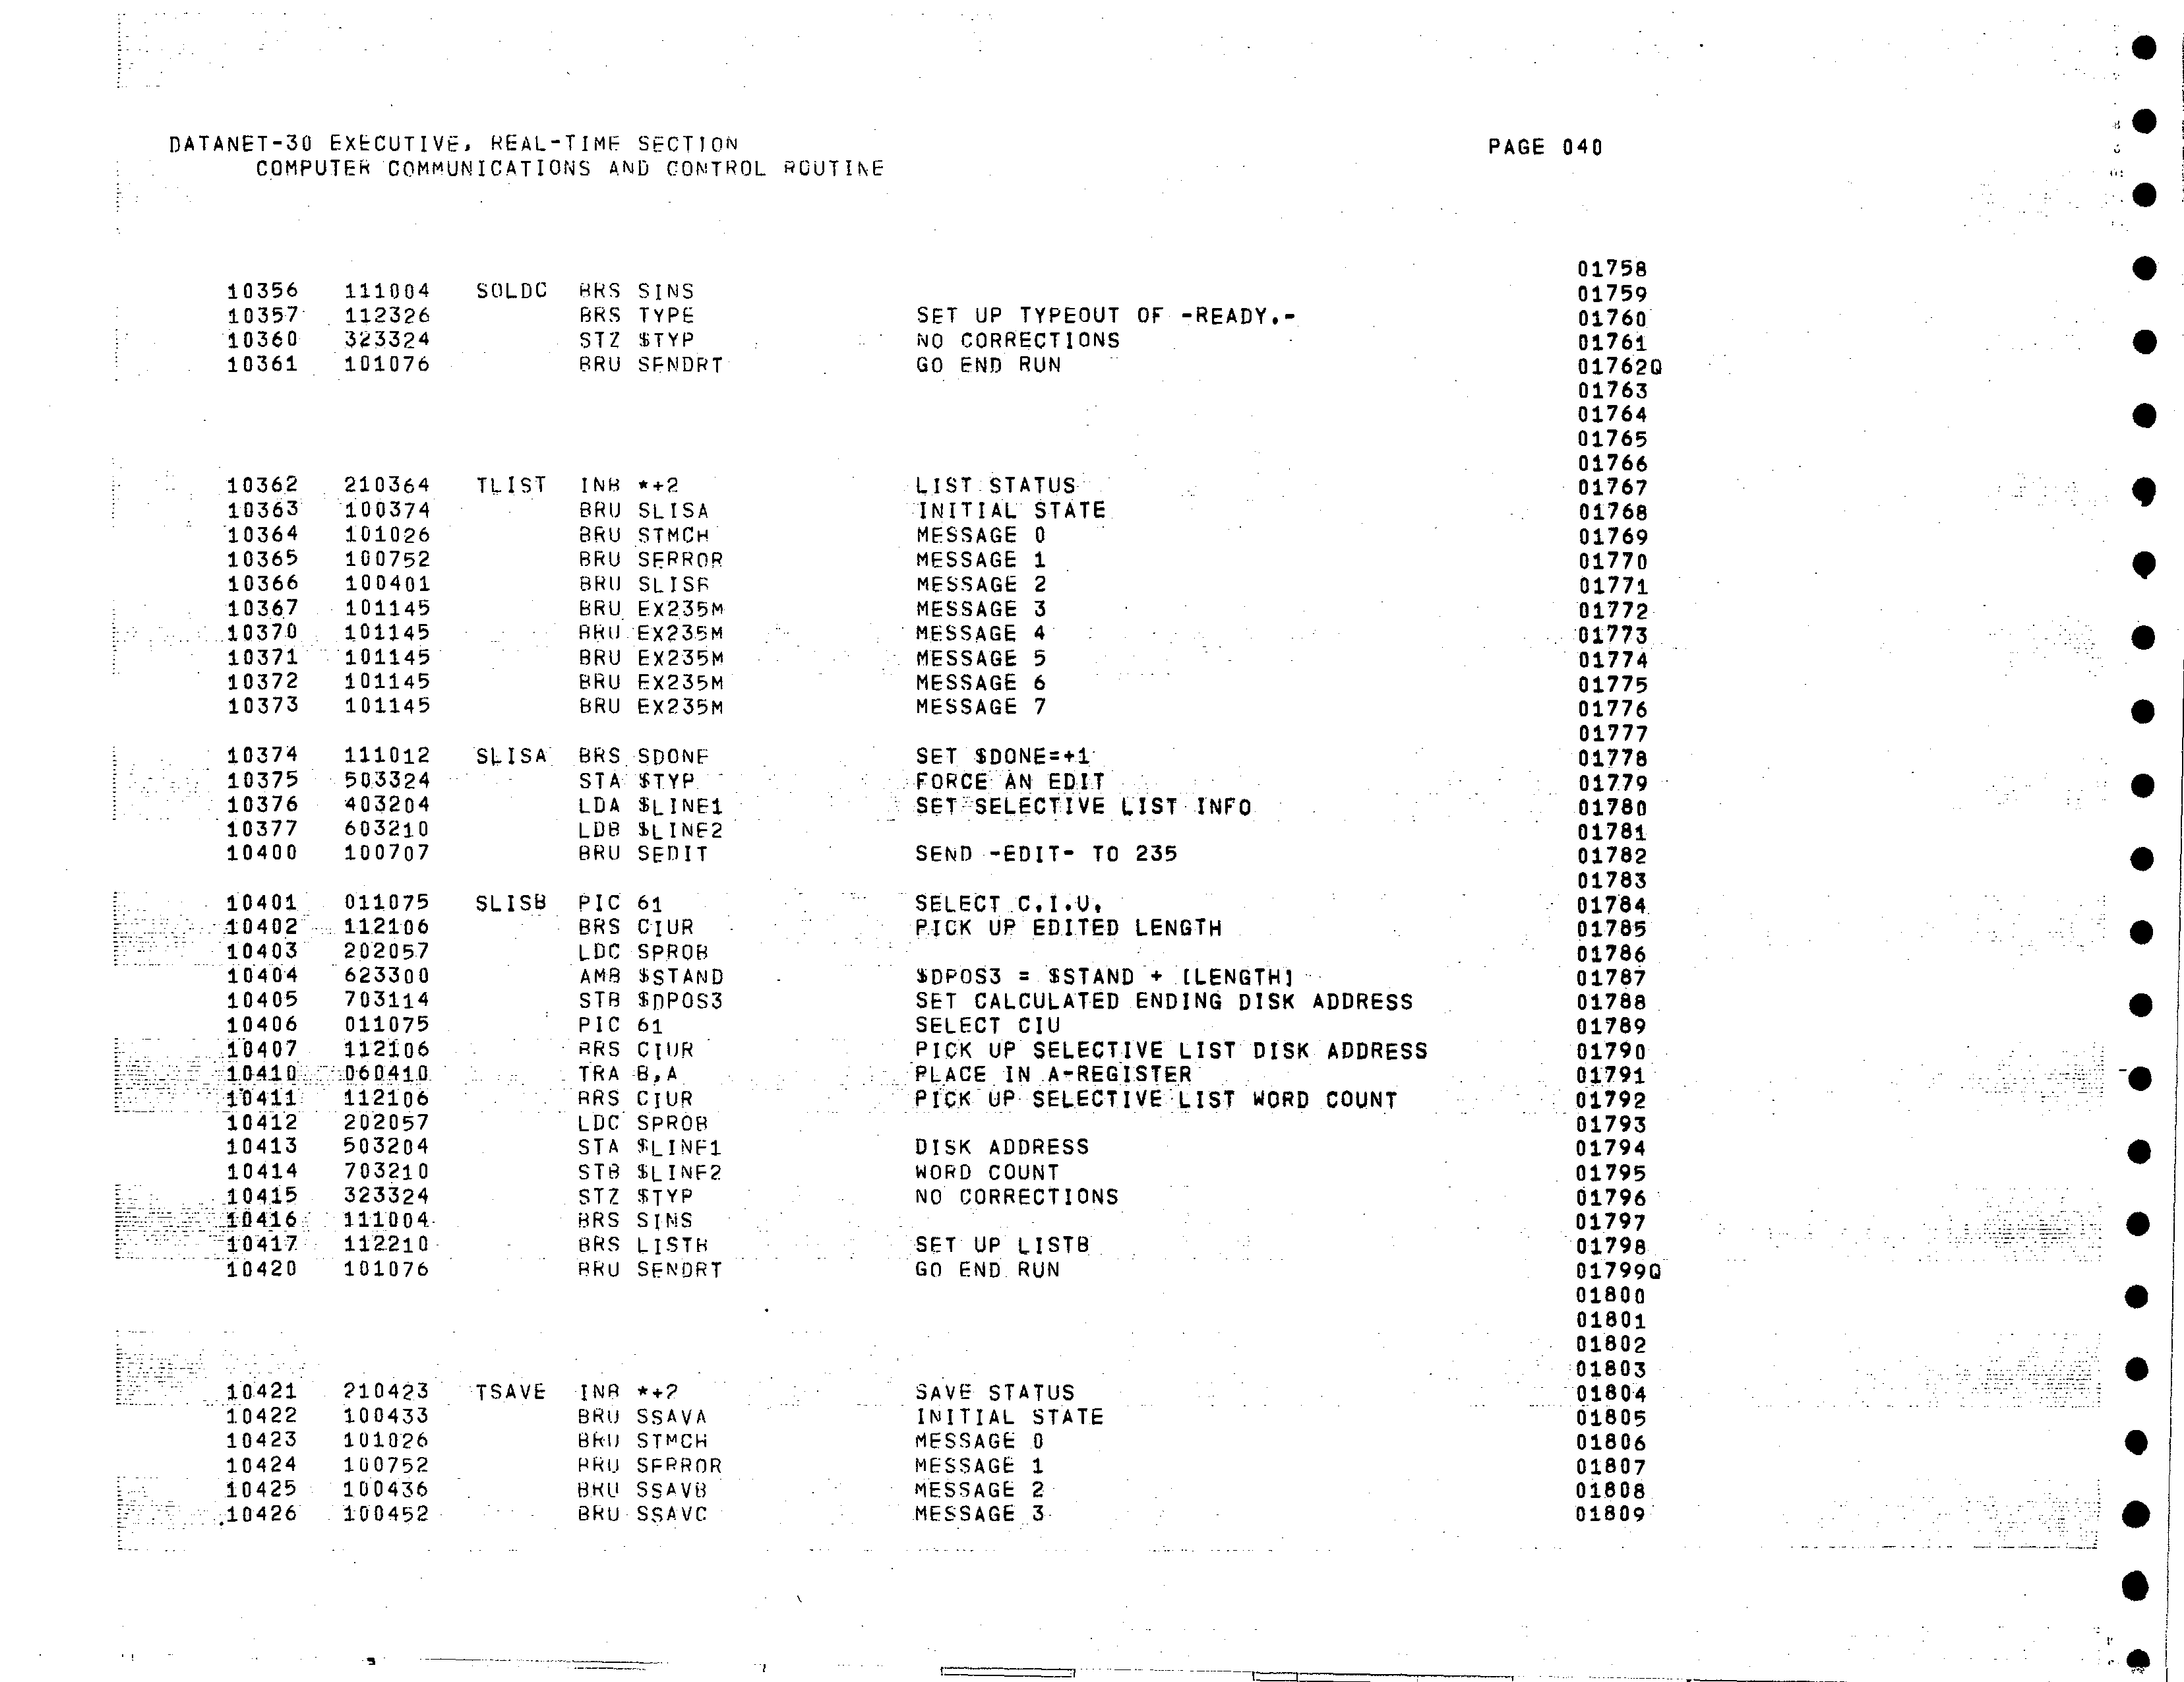 DATANET-30 EXECUTIVE, REAL-TIME SECTION PAGE 040
COMPUTER COMMUNICATIONS AND CONTROL ROUTINE
01758
10356 111004 SOLDC BRS SINS 01759
10357 112326 BRS TYPE SET UP TYPEOUT OF -READY.- 01760
10360 323324 STZ $TYP NO CORRECTIONS 01761
10361 101076 BRU SENDRT GO END RUN 01762Q
01763
01764
01765
01766
10362 210364 TLIST INB *+2 LIST STATUS 01767
10363 100374 BRU SLISA INITIAL STATE 01768
10364 101026 BRU STMCH MESSAGE 0 01769
10365 100752 BRU SERROR MESSAGE 1 01770
10366 100401 BRU SLISB MESSAGE 2 01771
10367 101145 BRU EX235M MESSAGE 3 01772
10370 101145 BRU EX235M MESSAGE 4 01773
10371 101145 BRU EX235M MESSAGE 5 01774
10372 101145 BRU EX235M MESSAGE 6 01775
10373 101145 BRU EX235M MESSAGE 7 01776
01777
10374 111012 SLISA BRS SDONE SET $DONE=+1 01778
10375 503324 STA $TYP FORCE AN EDIT 01779
10376 403204 LDA $LINE1 SET SELECTIVE LIST INFO 01780
10377 603210 LDB $LINE2 01781
10400 100707 BRU SEDIT SEND -EDIT- TO 235 01782
01783
10401 011075 SLISB PIC 61 SELECT C.I.U. 01784
10402 112106 BRS CIUR PICK UP EDITED LENGTH 01785
10403 202057 LDC SPROB 01786
10404 623300 AMB $STAND $DPOS3 = $STAND + [LENGTH] 01787
10405 703114 STB $DPOS3 SET CALCULATED ENDING DISK ADDRESS 01788
10406 011075 PIC 61 SELECT CIU 01789
10407 112106 BRS CIUR PICK UP SELECTIVE LIST DISK ADDRESS 01790
10410 060410 TRA B,A PLACE IN A-REGISTER 01791
10411 112106 BRS CIUR PICK UP SELECTIVE LIST WORD COUNT 01792
10412 202057 LDC SPROB 01793
10413 503204 STA $LINE1 DISK ADDRESS 01794
10414 703210 STB $LINE2 WORD COUNT 01795
10415 323324 STZ $TYP NO CORRECTIONS 01796
10416 111004 BRS SINS 01797
10417 112210 BRS LISTB SET UP LISTB 01798
10420 101076 BRU SENDRT GO END RUN 01799Q
01800
01801
01802
01803
10421 210423 TSAVE INB *+2 SAVE STATUS 01804
10422 100433 BRU SSAVA INITIAL STATE 01805
10423 101026 BRU STMCH MESSAGE 0 01806
10424 100752 BRU SERROR MESSAGE 1 01807
10425 100436 BRU SSAVB MESSAGE 2 01808
10426 100452 BRU SSAVC MESSAGE 3 01809